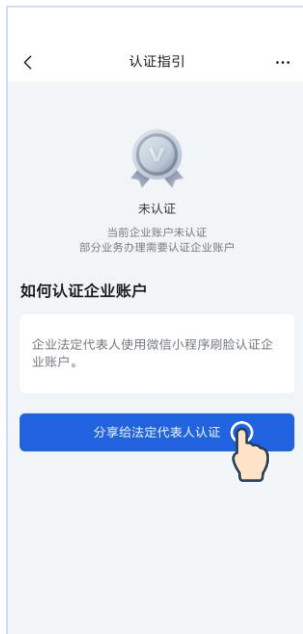 认证指引
未认证
当前企业账户未认证
部分业务办理需要认证企业账户
如何认证企业账户
企业法定代表人使用微信小程序刷脸认证企
业账户。
分享给法定代表人认证